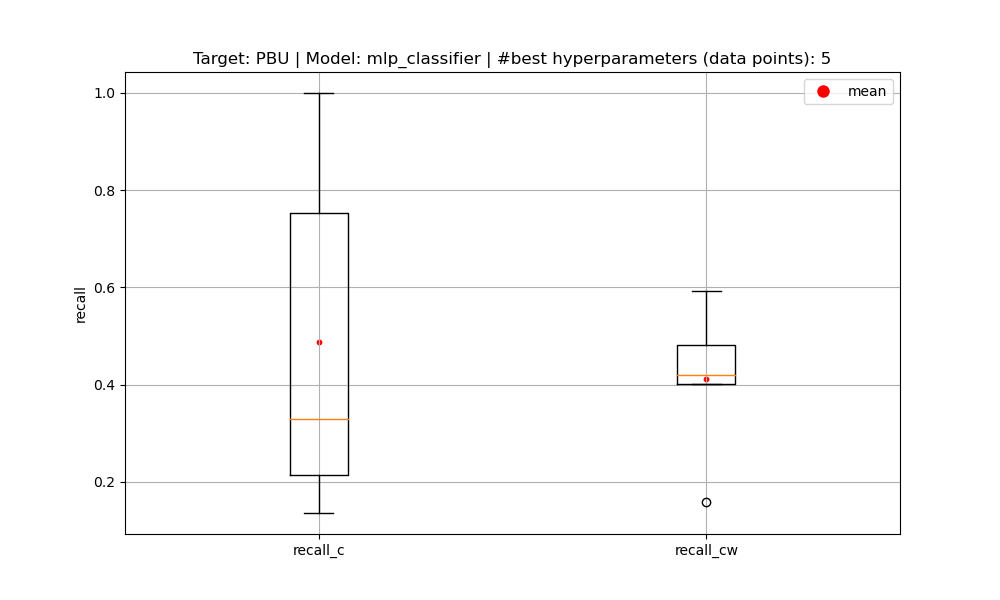 Target: PBU | Model: mlp_classifier | #best hyperparameters (data points): 5
mean
1.0
0.8
0.6
0.4
0.2
recall
recall_c
recall_cw